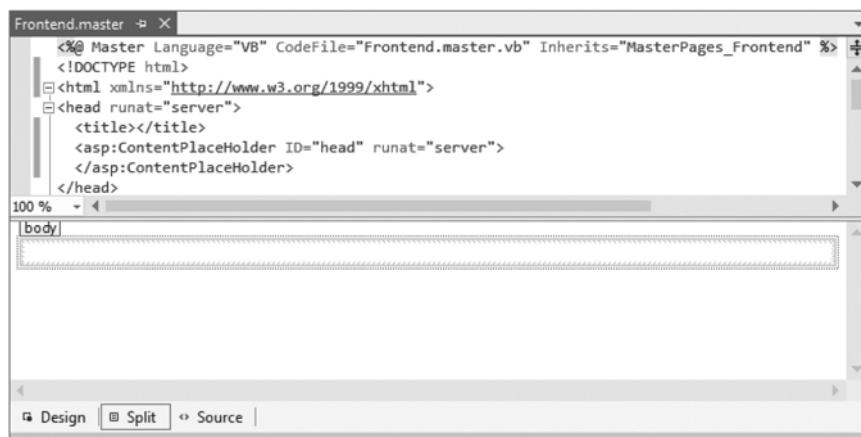 Frontend.master
<%@ Master Language="VB" CodeFile="Frontend.master.vb" Inherits="MasterPages_Frontend" %>
<!DOCTYPE html>
<html xmlns="http://www.w3.org/1999/xhtml">
<head runat="server">
<title></title>
<asp:ContentPlaceHolder ID="head" runat="server">
</asp:ContentPlaceHolder>
</head>
100 %
body
Design Split Source